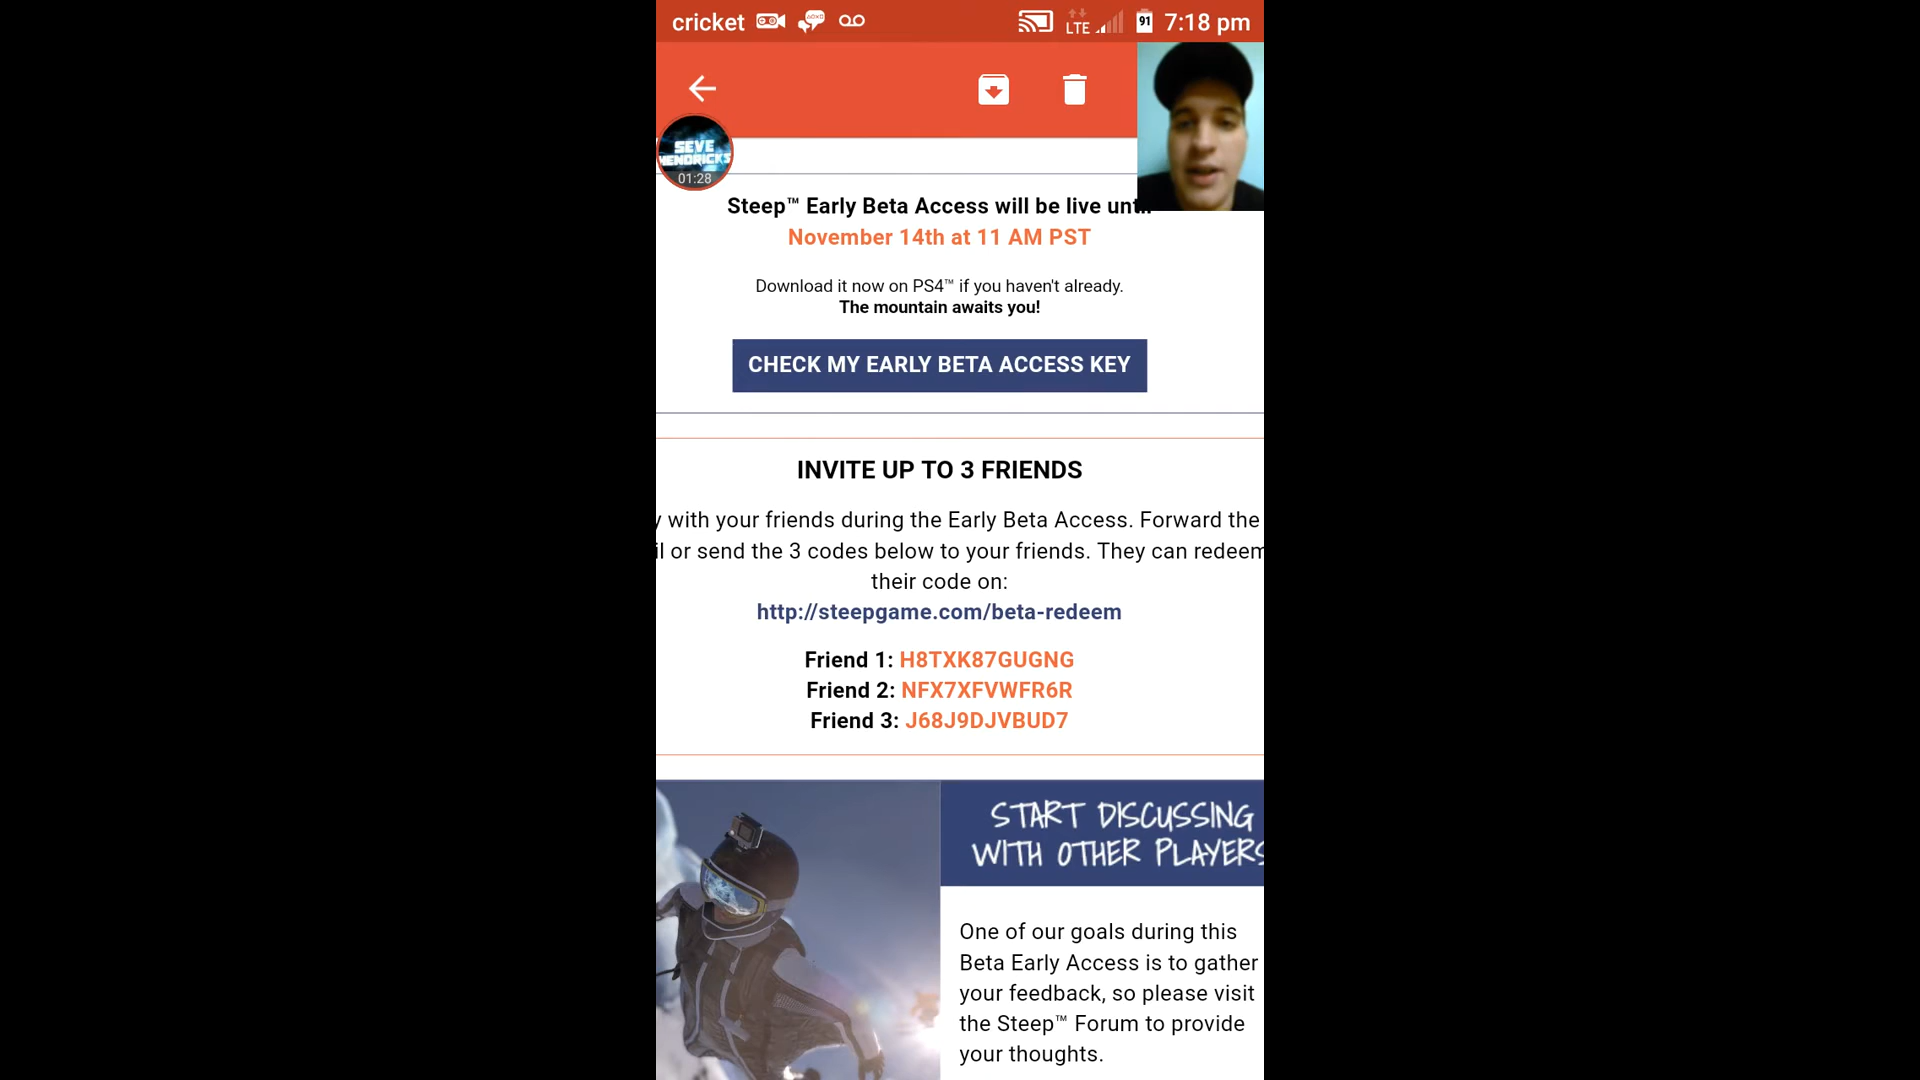 cricket
LTE 91 7:18 pm
SEVE
HENDRICKS
01:28
Steep™ Early Beta Access will be live until
November 14th at 11 AM PST
Download it now on PS4™ if you haven't already.
The mountain awaits you!
CHECK MY EARLY BETA ACCESS KEY
INVITE UP TO 3 FRIENDS
y with your friends during the Early Beta Access. Forward the
il or send the 3 codes below to your friends. They can redeem
their code on:
http://steepgame.com/beta-redeem
Friend 1: H8TXK87GUGNG
Friend 2: NFX7XFVWFR6R
Friend 3: J68J9DJVBUD7
START DISCUSSING
WITH OTHER PLAYERS
One of our goals during this
Beta Early Access is to gather
your feedback, so please visit
the Steep™ Forum to provide
your thoughts.